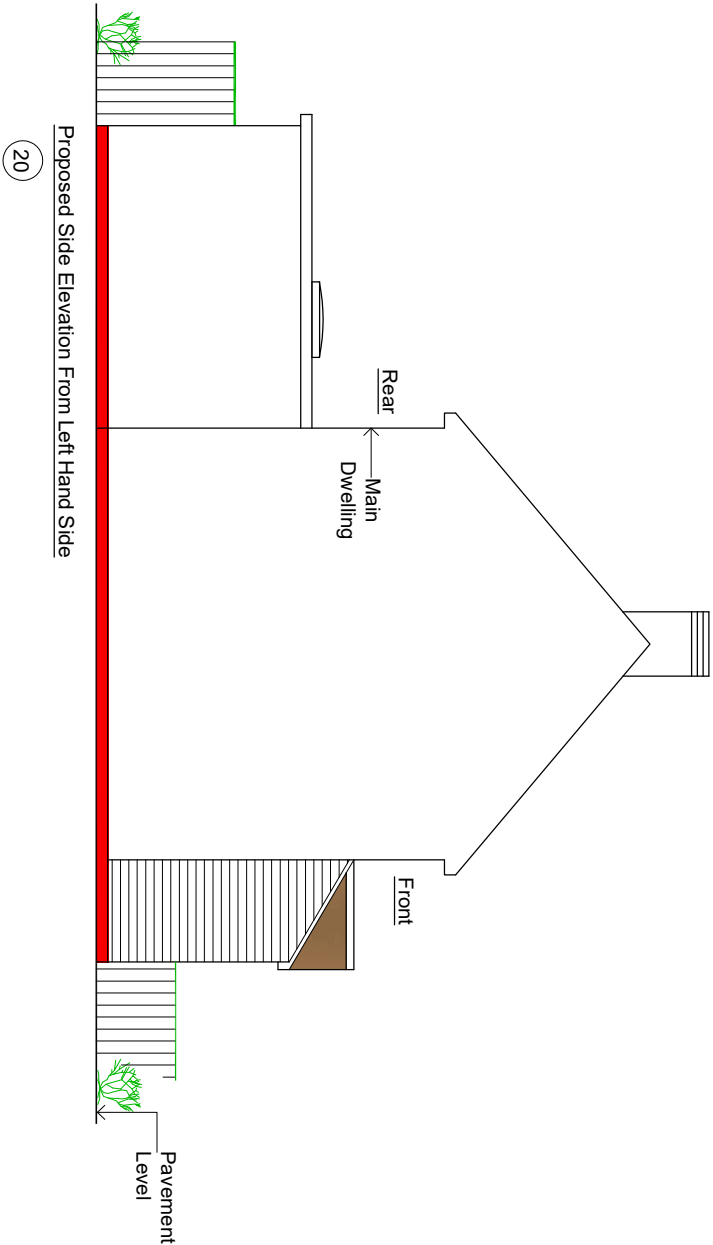 Rear
Main
Dwelling
Front
Pavement
Level
Proposed Side Elevation From Left Hand Side
20